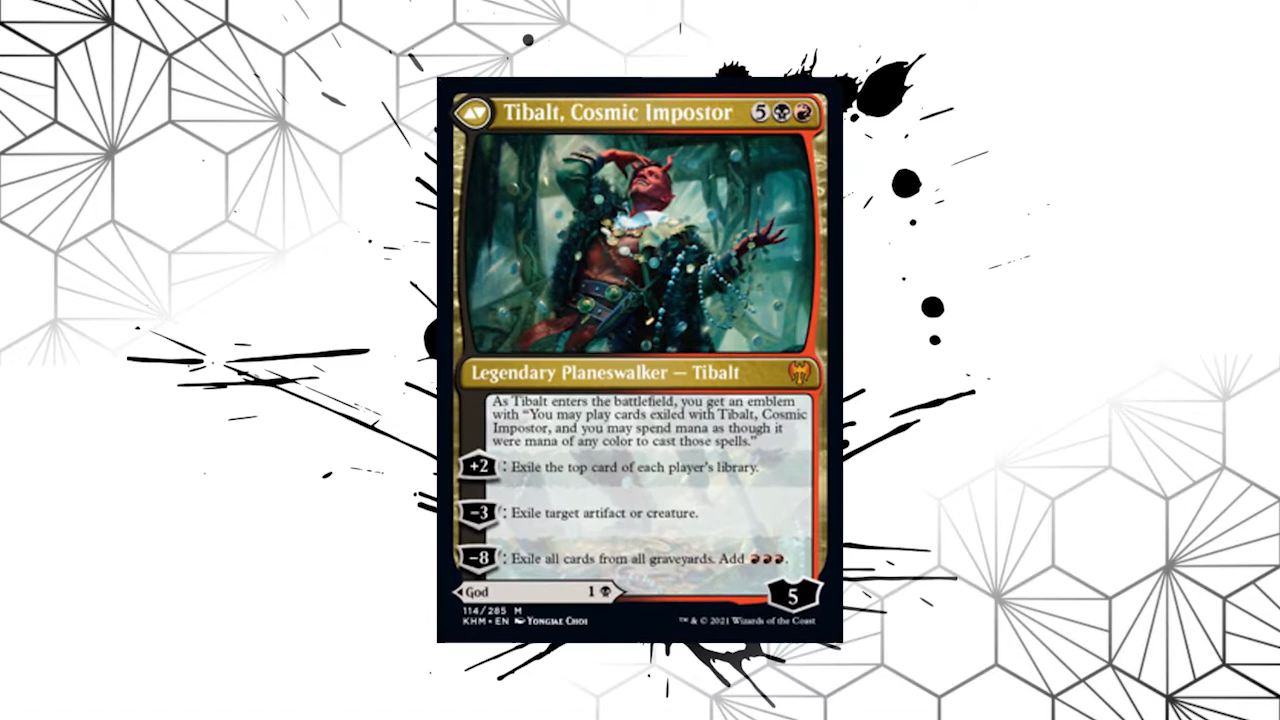 Tibalt, Cosmic Impostor 5
Legendary Planeswalker — Tibalt
As Tibalt enters the battlefield, you get an emblem
with “You may play cards exiled with Tibalt, Cosmic
Impostor, and you may spend mana as though it
were mana of any color to cast those spells.”
+2: Exile the top card of each player's library.
−3: Exile target artifact or creature.
−8: Exile all cards from all graveyards. Add
God 1
5
114/285 M
KHM • EN Yongjae Choi
™ & © 2021 Wizards of the Coast